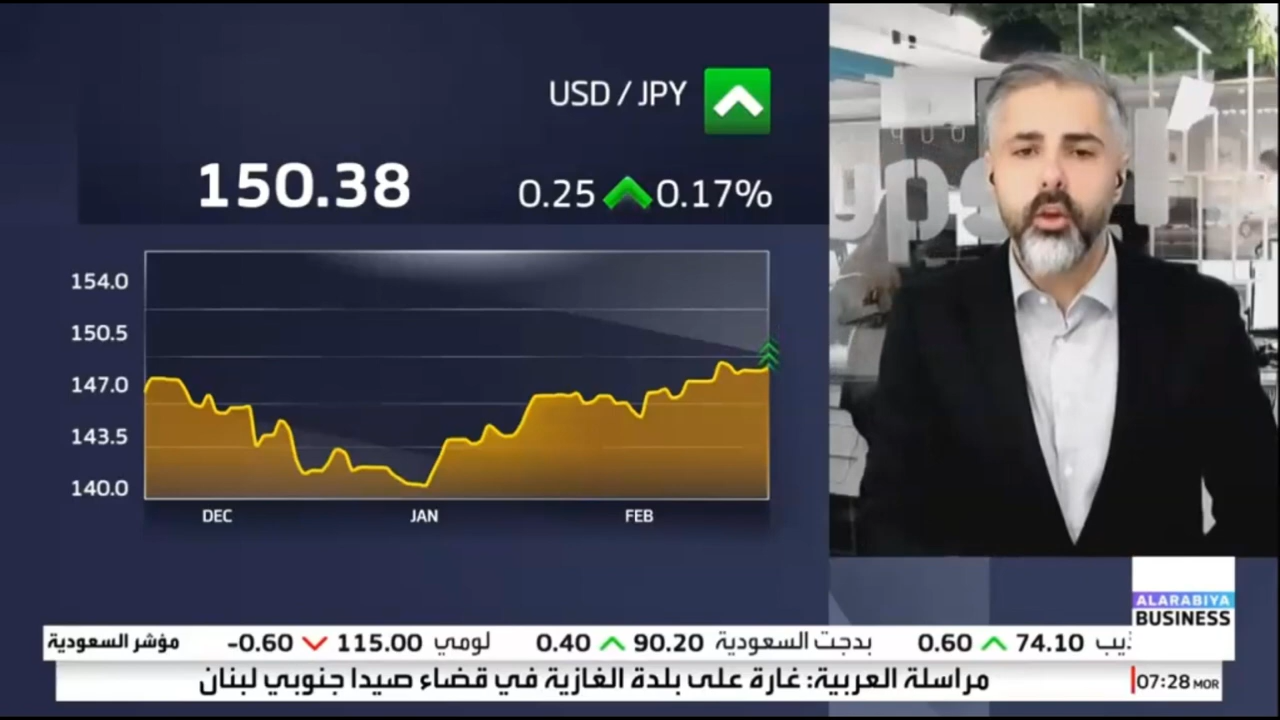 USD / JPY
150.38
0.25 0.17%
154.0
150.5
147.0
143.5
140.0
DEC JAN FEB
ups
ALARABIYA
BUSINESS
74.10 0.60 بدجت السعودية 90.20 0.40 لومي 115.00 -0.60 مؤشر السعودية
مراسلة العربية: غارة على بلدة الغازية في قضاء صيدا جنوبي لبنان
07:28 MOR